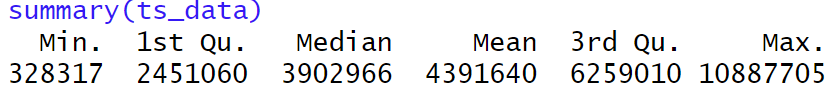 summary(ts_data)
Min. 1st Qu. Median Mean 3rd Qu. Max.
328317 2451060 3902966 4391640 6259010 10887705